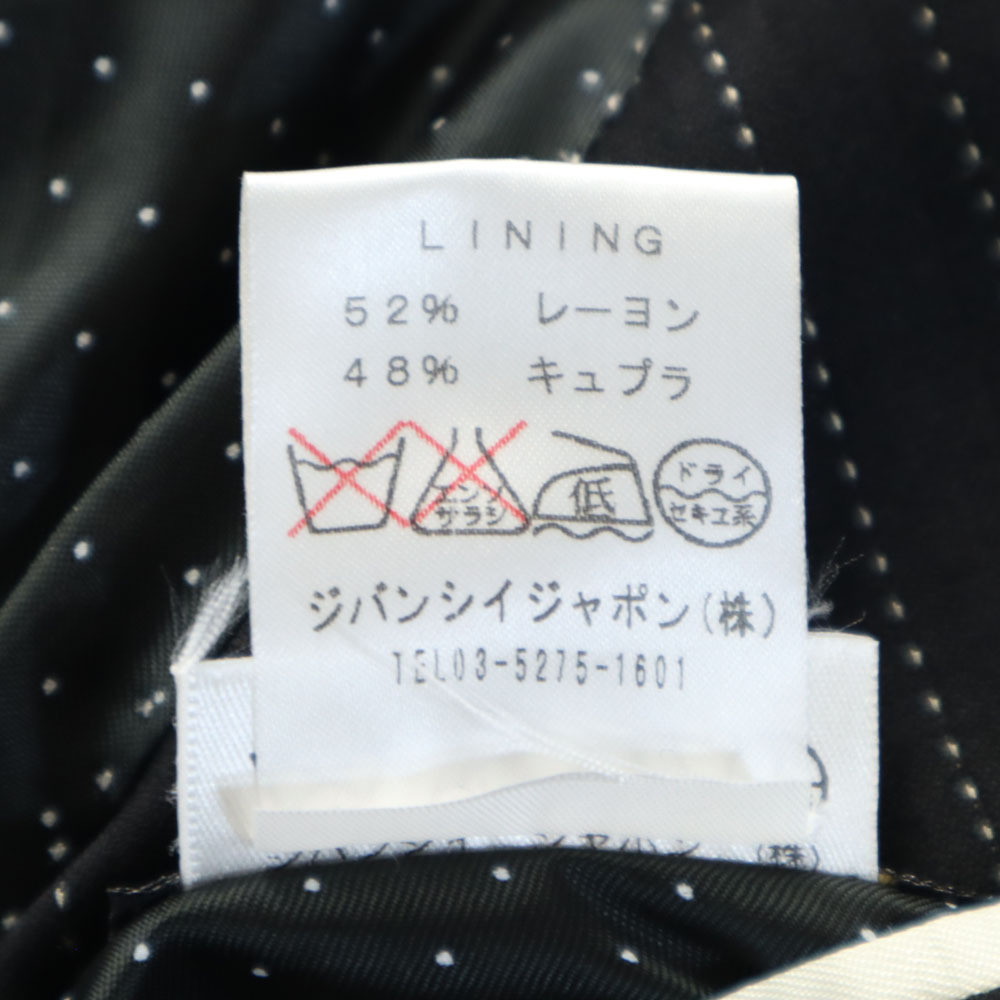 LINING
52% レーヨン
48% キュプラ
エンソ サラシ 低 ドライ セキユ系
ジバンシイジャポン(株)
TEL03-5275-1601
(株)